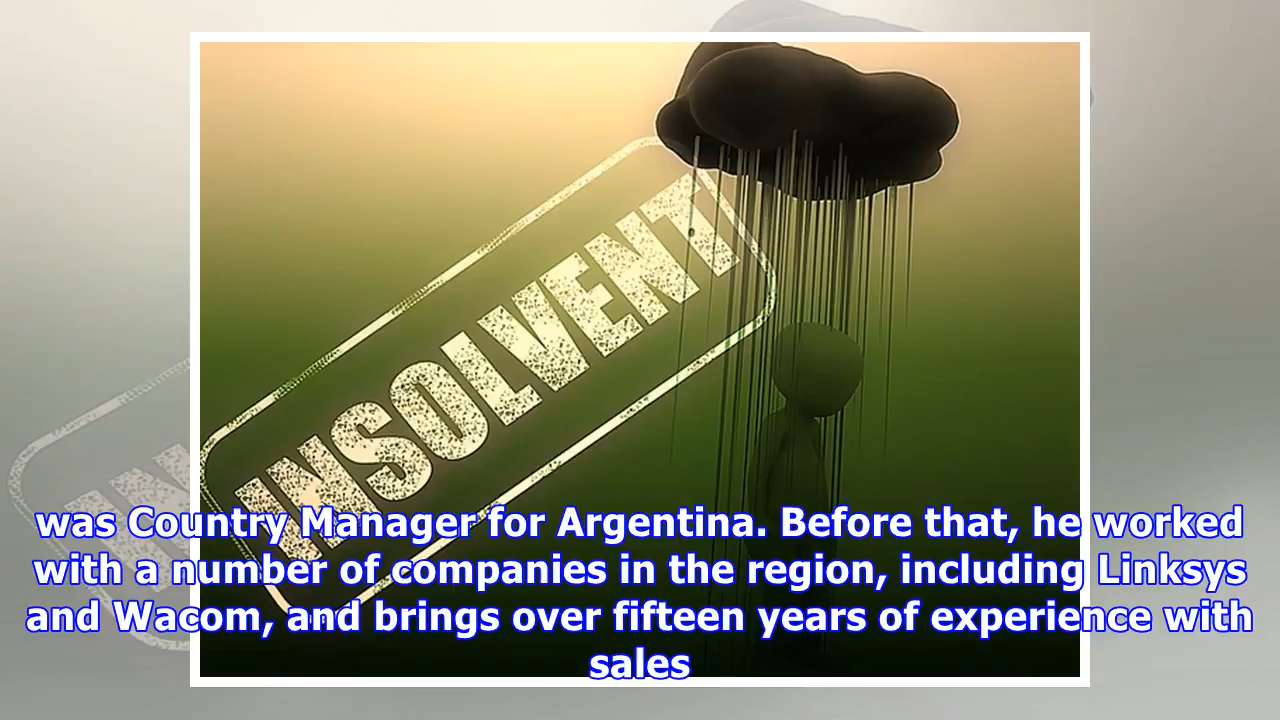 INSOLVENT
was Country Manager for Argentina. Before that, he worked
with a number of companies in the region, including Linksys
and Wacom, and brings over fifteen years of experience with
sales